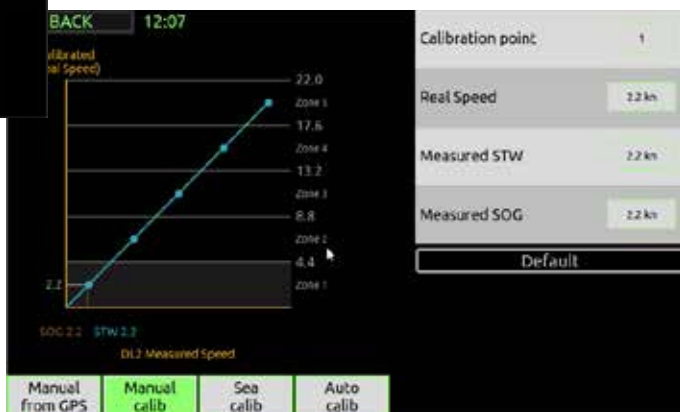 BACK
12:07
22.0
Zone 5
17.6
Zone 4
13.2
Zone 3
8.8
Zone 2
4.4
Zone 1
2.2
SOG 2.2 STW 2.2
DL2 Measured Speed
Manual from GPS
Manual calib
Sea calib
Auto calib
Calibration point 1
Real Speed 2.2 kn
Measured STW 2.2 kn
Measured SOG 2.2 kn
Default